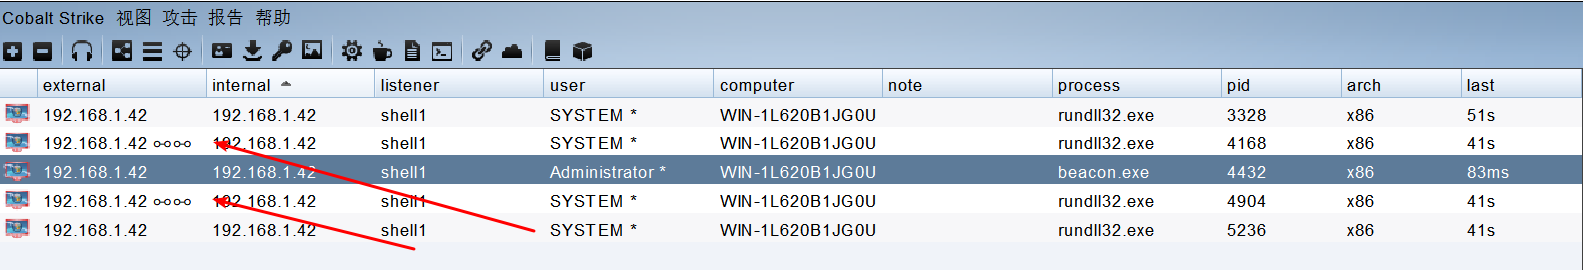 Cobalt Strike 视图 攻击 报告 帮助
external internal listener user computer note process pid arch last
192.168.1.42 192.168.1.42 shell1 SYSTEM * WIN-1L620B1JG0U rundll32.exe 3328 x86 51s
192.168.1.42 192.168.1.42 shell1 SYSTEM * WIN-1L620B1JG0U rundll32.exe 4168 x86 41s
192.168.1.42 192.168.1.42 shell1 Administrator * WIN-1L620B1JG0U beacon.exe 4432 x86 83ms
192.168.1.42 192.168.1.42 shell1 SYSTEM * WIN-1L620B1JG0U rundll32.exe 4904 x86 41s
192.168.1.42 192.168.1.42 shell1 SYSTEM * WIN-1L620B1JG0U rundll32.exe 5236 x86 41s